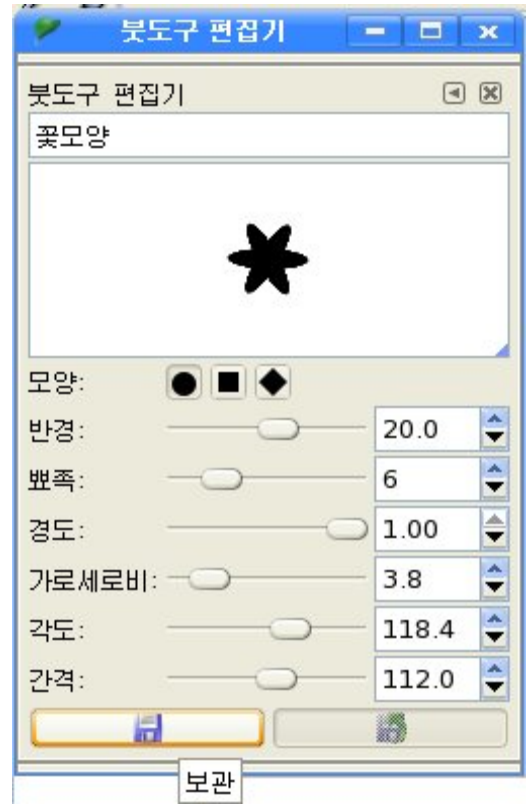 붓도구 편집기
붓도구 편집기
꽃모양
모양:
반경: 20.0
뾰족: 6
경도: 1.00
가로세로비: 3.8
각도: 118.4
간격: 112.0
보관